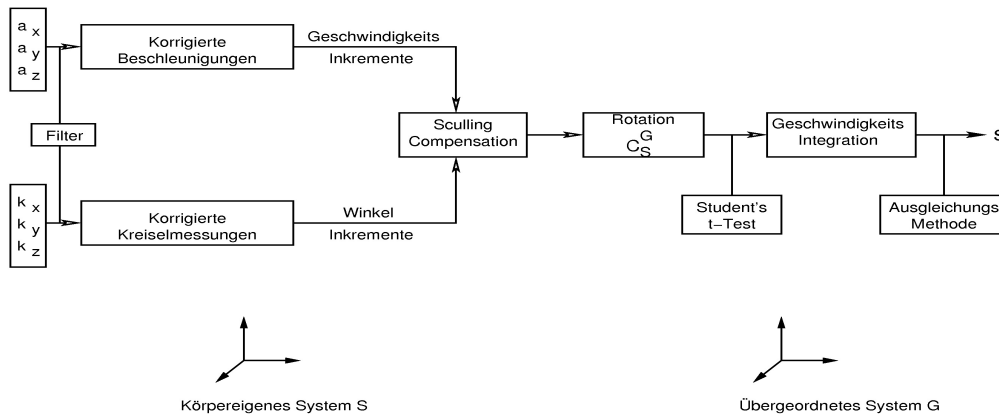 a x
a y
a z
Korrigierte
Beschleunigungen
Geschwindigkeits
Inkremente
Filter
k x
k y
k z
Korrigierte
Kreiselmessungen
Winkel
Inkremente
Sculling
Compensation
Rotation
C S G
Student's
t-Test
Geschwindigkeits
Integration
Ausgleichungs
Methode
s
Körpereigenes System S
Übergeordnetes System G